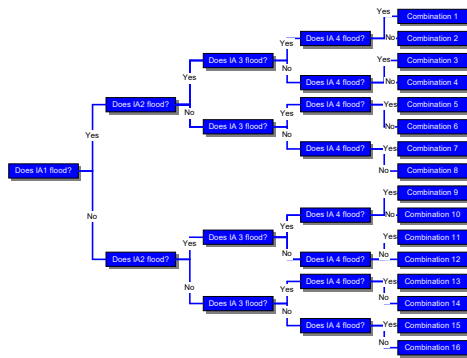 Yes
Combination 1
Does IA 4 flood?
No
Combination 2
Yes
Does IA 3 flood?
Yes
Combination 3
No
Does IA 4 flood?
No
Combination 4
Yes
Does IA2 flood?
Does IA 4 flood?
Yes
Combination 5
No
Yes
No
Combination 6
Does IA 3 flood?
Yes
No
Does IA 4 flood?
Yes
Combination 7
No
Combination 8
Does IA1 flood?
Yes
Combination 9
No
Does IA 4 flood?
No
Combination 10
Yes
Does IA 3 flood?
Yes
Combination 11
No
Does IA2 flood?
Does IA 4 flood?
No
Combination 12
Does IA 4 flood?
Yes
Combination 13
No
Yes
Does IA 3 flood?
No
Combination 14
No
Does IA 4 flood?
Yes
Combination 15
No
Combination 16